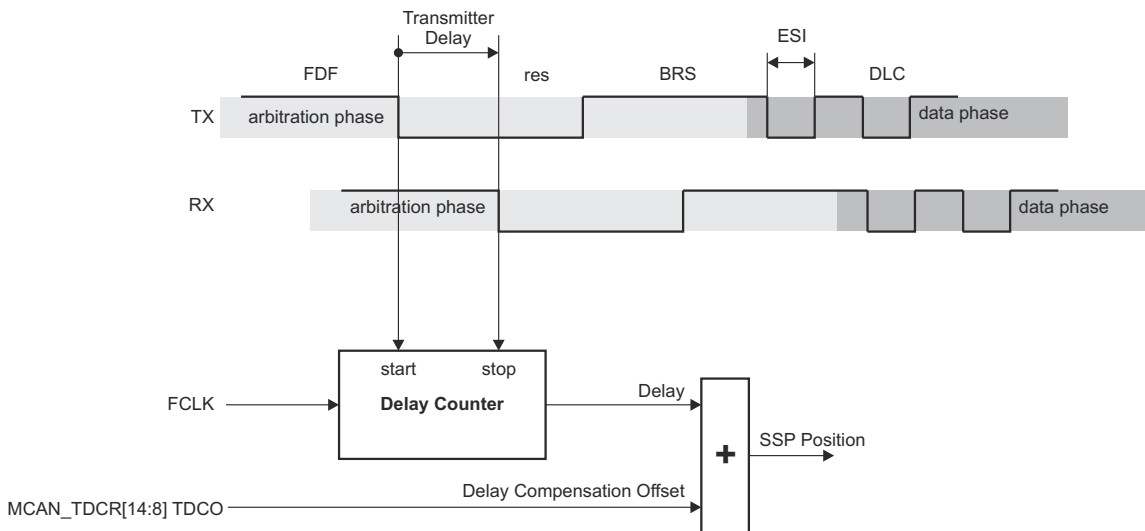 Transmitter
Delay
ESI
FDF
res
BRS
DLC
TX
arbitration phase
data phase
RX
arbitration phase
data phase
start
stop
FCLK
Delay Counter
Delay
+
SSP Position
MCAN_TDCR[14:8] TDCO
Delay Compensation Offset